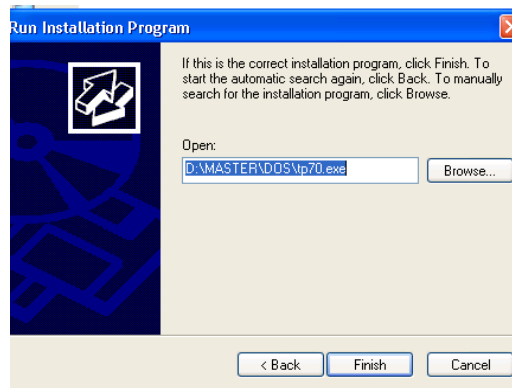 Run Installation Program
If this is the correct installation program, click Finish. To
start the automatic search again, click Back. To manually
search for the installation program, click Browse.
Open:
D:\MASTER\DOS\tp70.exe
Browse...
< Back
Finish
Cancel